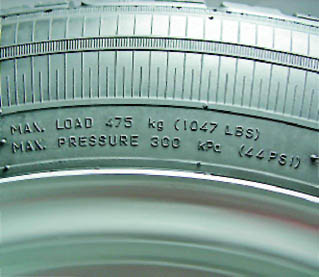 MAX. LOAD 475 kg (1047 LBS)
MAX. PRESSURE 300 kPa (44PSI)